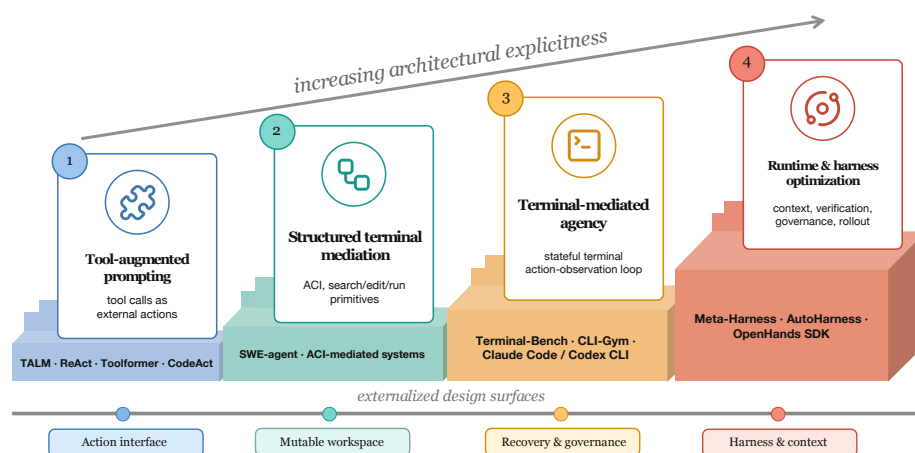 increasing architectural explicitness
1
Tool-augmented
prompting
tool calls as
external actions
TALM · ReAct · Toolformer · CodeAct
2
Structured terminal
mediation
ACI, search/edit/run
primitives
SWE-agent · ACI-mediated systems
3
Terminal-mediated
agency
stateful terminal
action-observation loop
Terminal-Bench · CLI-Gym ·
Claude Code / Codex CLI
4
Runtime & harness
optimization
context, verification,
governance, rollout
Meta-Harness · AutoHarness ·
OpenHands SDK
externalized design surfaces
Action interface
Mutable workspace
Recovery & governance
Harness & context